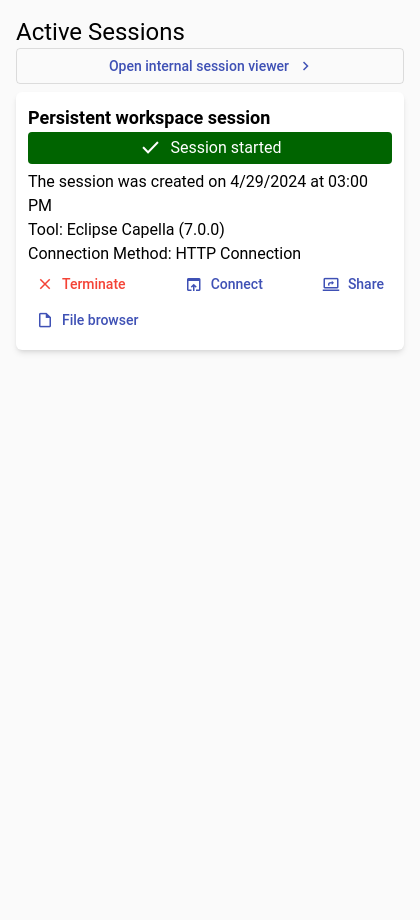 Active Sessions
Open internal session viewer
Persistent workspace session
Session started
The session was created on 4/29/2024 at 03:00
PM
Tool: Eclipse Capella (7.0.0)
Connection Method: HTTP Connection
Terminate Connect Share
File browser